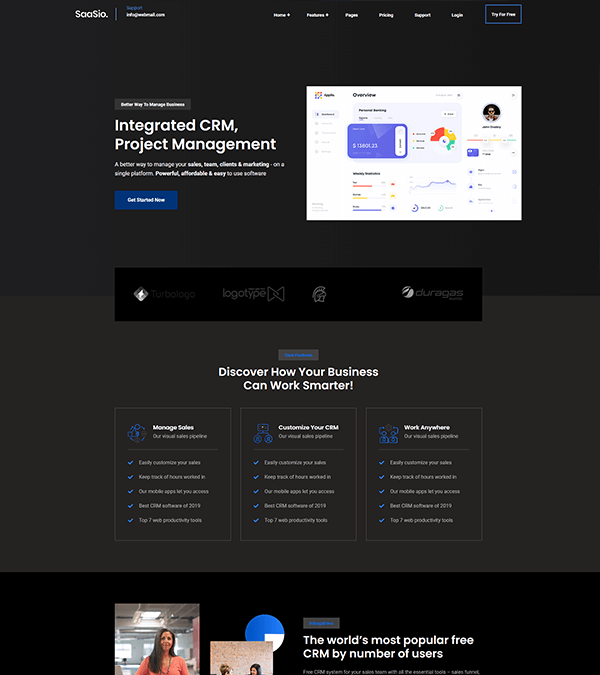 SaaSio.
Support
info@webmail.com
Home +
Features +
Pages
Pricing
Support
Login
Try For Free
Better Way To Manage Business
Integrated CRM,
Project Management
A better way to manage your sales, team, clients & marketing - on a
single platform. Powerful, affordable & easy to use software
Get Started Now
Overview
Dashboard
Personal Banking
John Smabry
Weekly Statistics
Turbologo
logotype
duragas
Discover How Your Business
Can Work Smarter!
Manage Sales
Our visual sales pipeline
Easily customize your sales
Keep track of hours worked in
Our mobile apps let you access
Best CRM software of 2019
Top 7 web productivity tools
Customize Your CRM
Our visual sales pipeline
Easily customize your sales
Keep track of hours worked in
Our mobile apps let you access
Best CRM software of 2019
Top 7 web productivity tools
Work Anywhere
Our visual sales pipeline
Easily customize your sales
Keep track of hours worked in
Our mobile apps let you access
Best CRM software of 2019
Top 7 web productivity tools
The world's most popular free
CRM by number of users
Free CRM system for your sales team with all the essential tools – sales funnel,